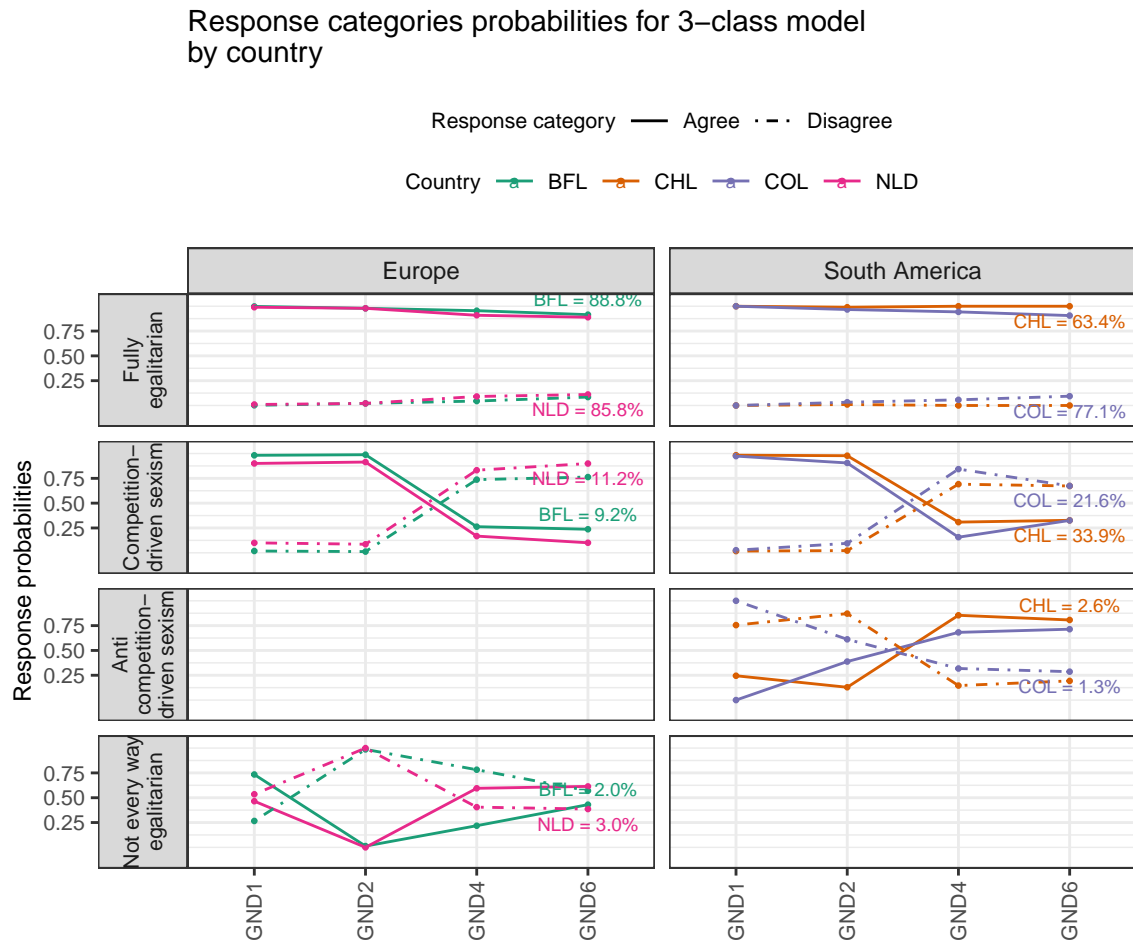 Response categories probabilities for 3−class model
by country
Response category Agree Disagree
Country a BFL a CHL a COL a NLD
Europe South America
Response probabilities
Fully
egalitarian
0.75
0.50
0.25
BFL = 88.8%
NLD = 85.8%
CHL = 63.4%
COL = 77.1%
Competition−
driven sexism
0.75
0.50
0.25
NLD = 11.2%
BFL = 9.2%
COL = 21.6%
CHL = 33.9%
Anti
competition−
driven sexism
0.75
0.50
0.25
CHL = 2.6%
COL = 1.3%
Not every way
egalitarian
0.75
0.50
0.25
BFL = 2.0%
NLD = 3.0%
GND1 GND2 GND4 GND6 GND1 GND2 GND4 GND6